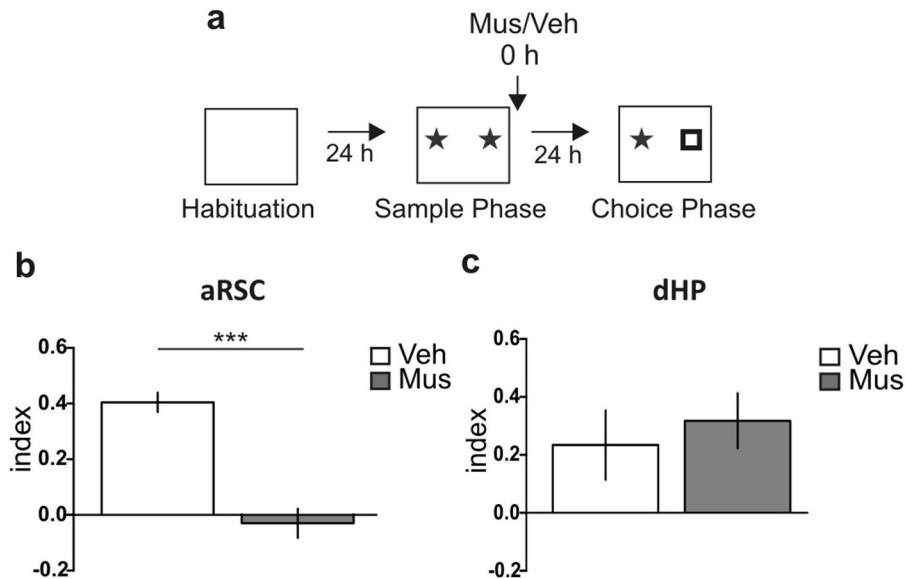 a
Mus/Veh
0 h
24 h
24 h
Habituation
Sample Phase
Choice Phase
b
aRSC
***
0.6
0.4
0.2
0.0
-0.2
index
Veh
Mus
c
dHP
0.6
0.4
0.2
0.0
-0.2
index
Veh
Mus